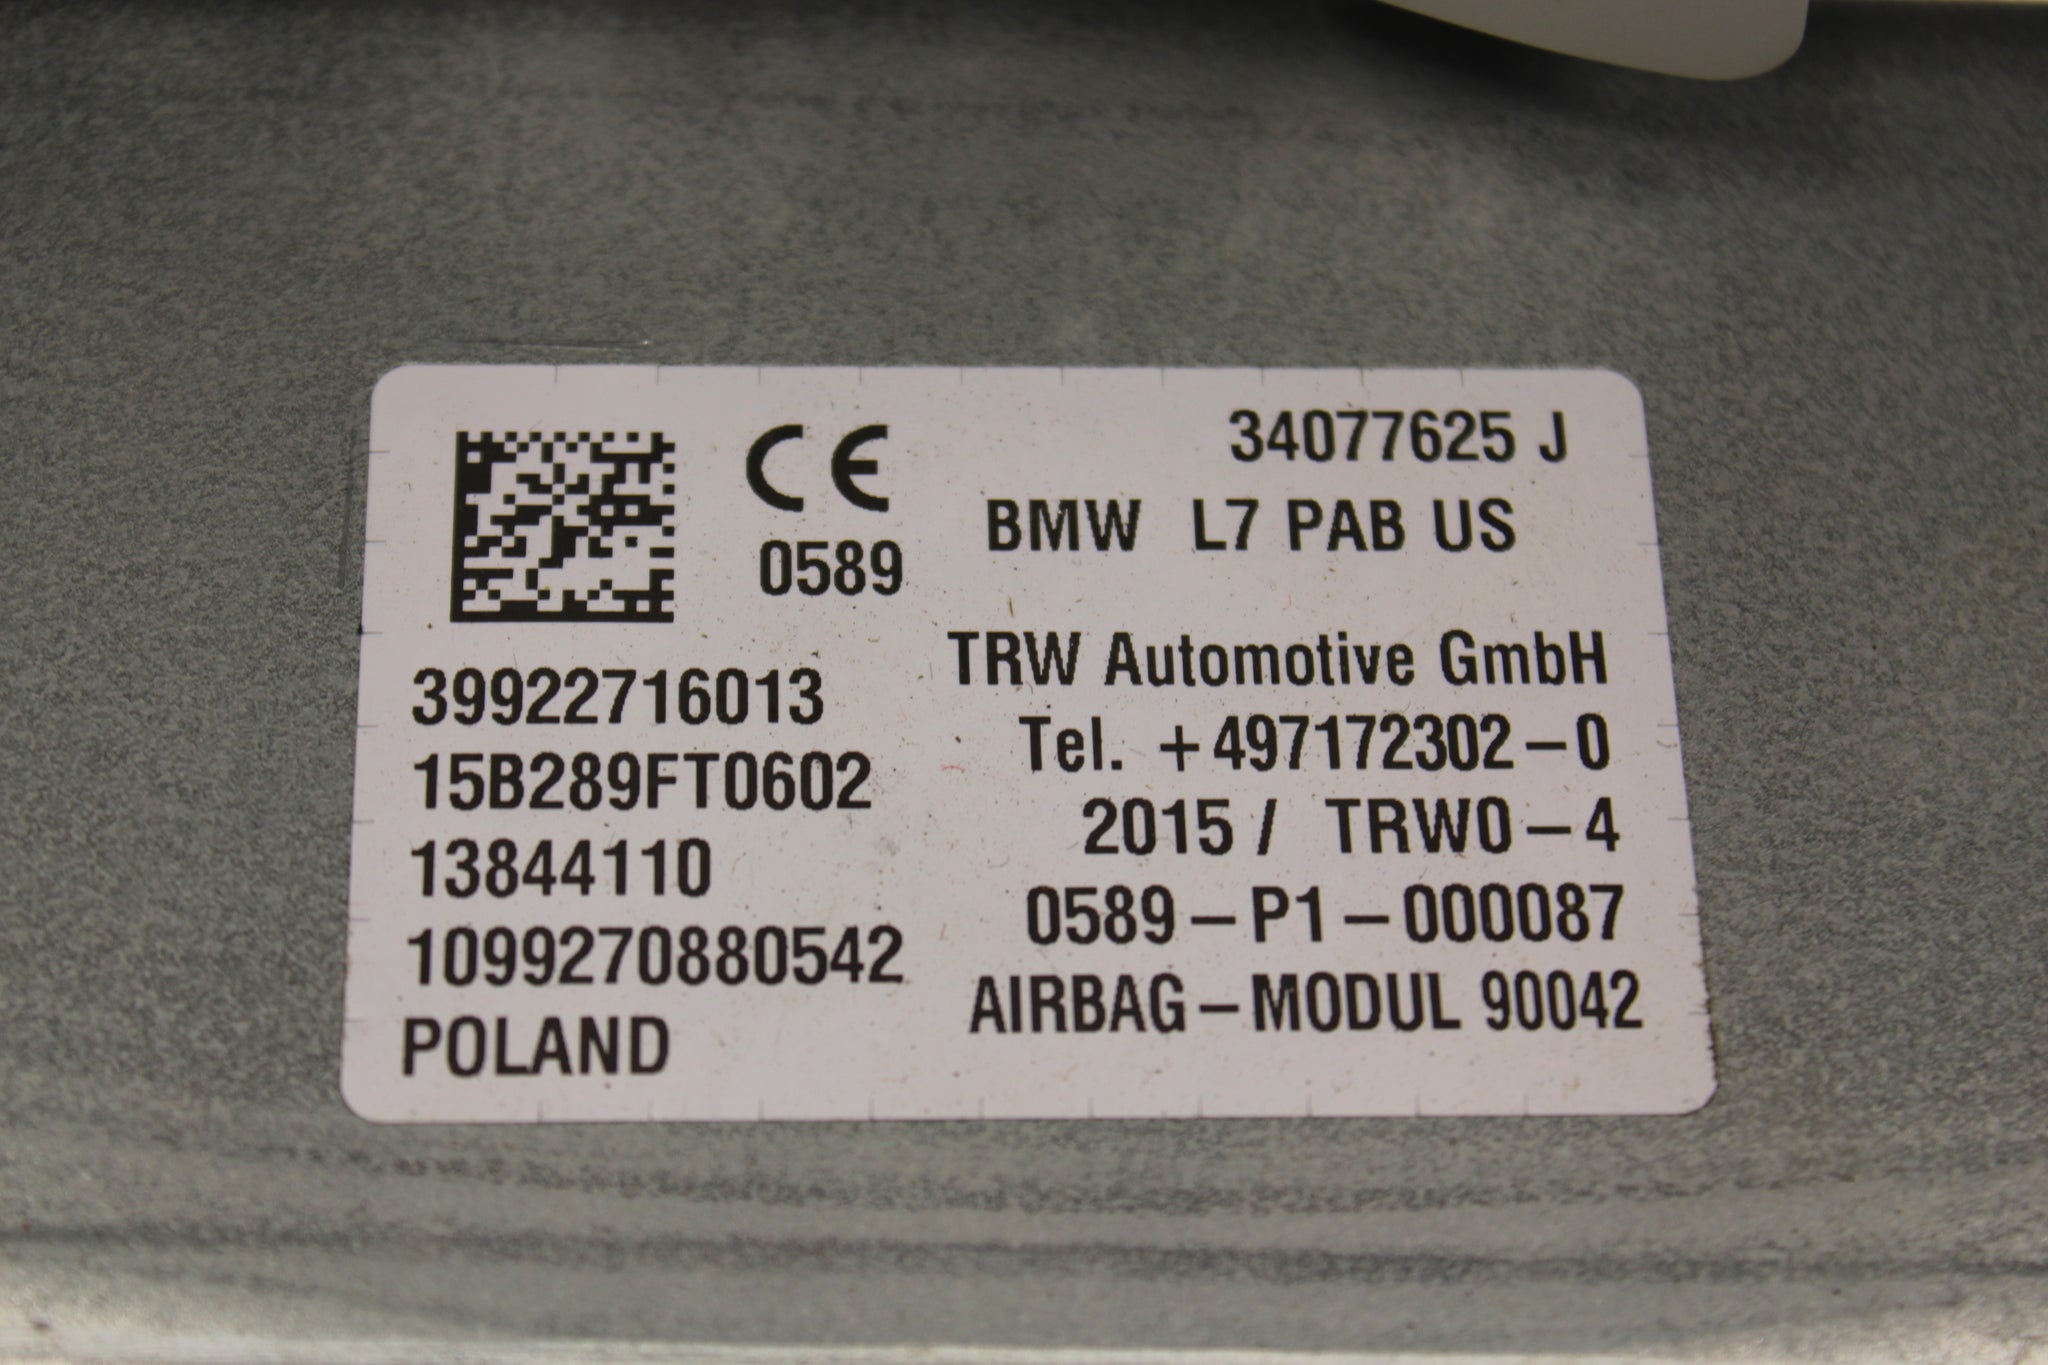 34077625 J
CE
BMW L7 PAB US
0589
TRW Automotive GmbH
39922716013
Tel. +497172302-0
15B289FT0602
2015 / TRW0-4
13844110
0589-P1-000087
1099270880542
AIRBAG-MODUL 90042
POLAND